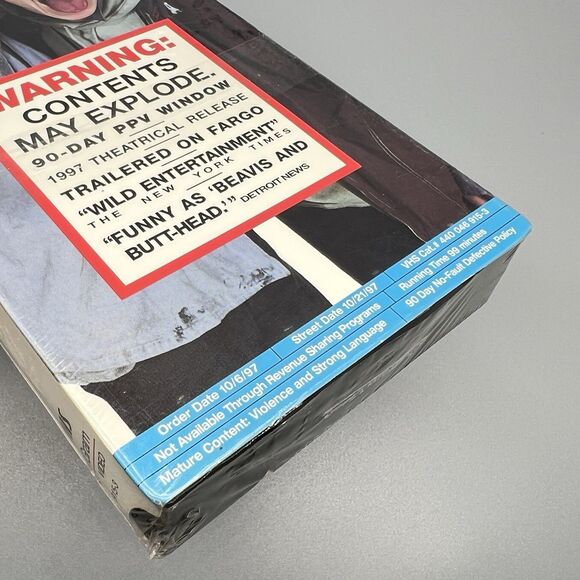 WARNING:
CONTENTS
MAY EXPLODE.
90-DAY PPV WINDOW
1997 THEATRICAL RELEASE
TRAILERED ON FARGO
"WILD ENTERTAINMENT"
THE NEW YORK TIMES
"FUNNY AS 'BEAVIS AND
BUTT-HEAD.'" DETROIT NEWS
Order Date 10/6/97 Street Date 10/21/97 VHS Cat.# 440 046 915-3
Not Available Through Revenue Sharing Programs Running Time 99 minutes
Mature Content: Violence and Strong Language 90 Day No-Fault Defective Policy
VIDEO